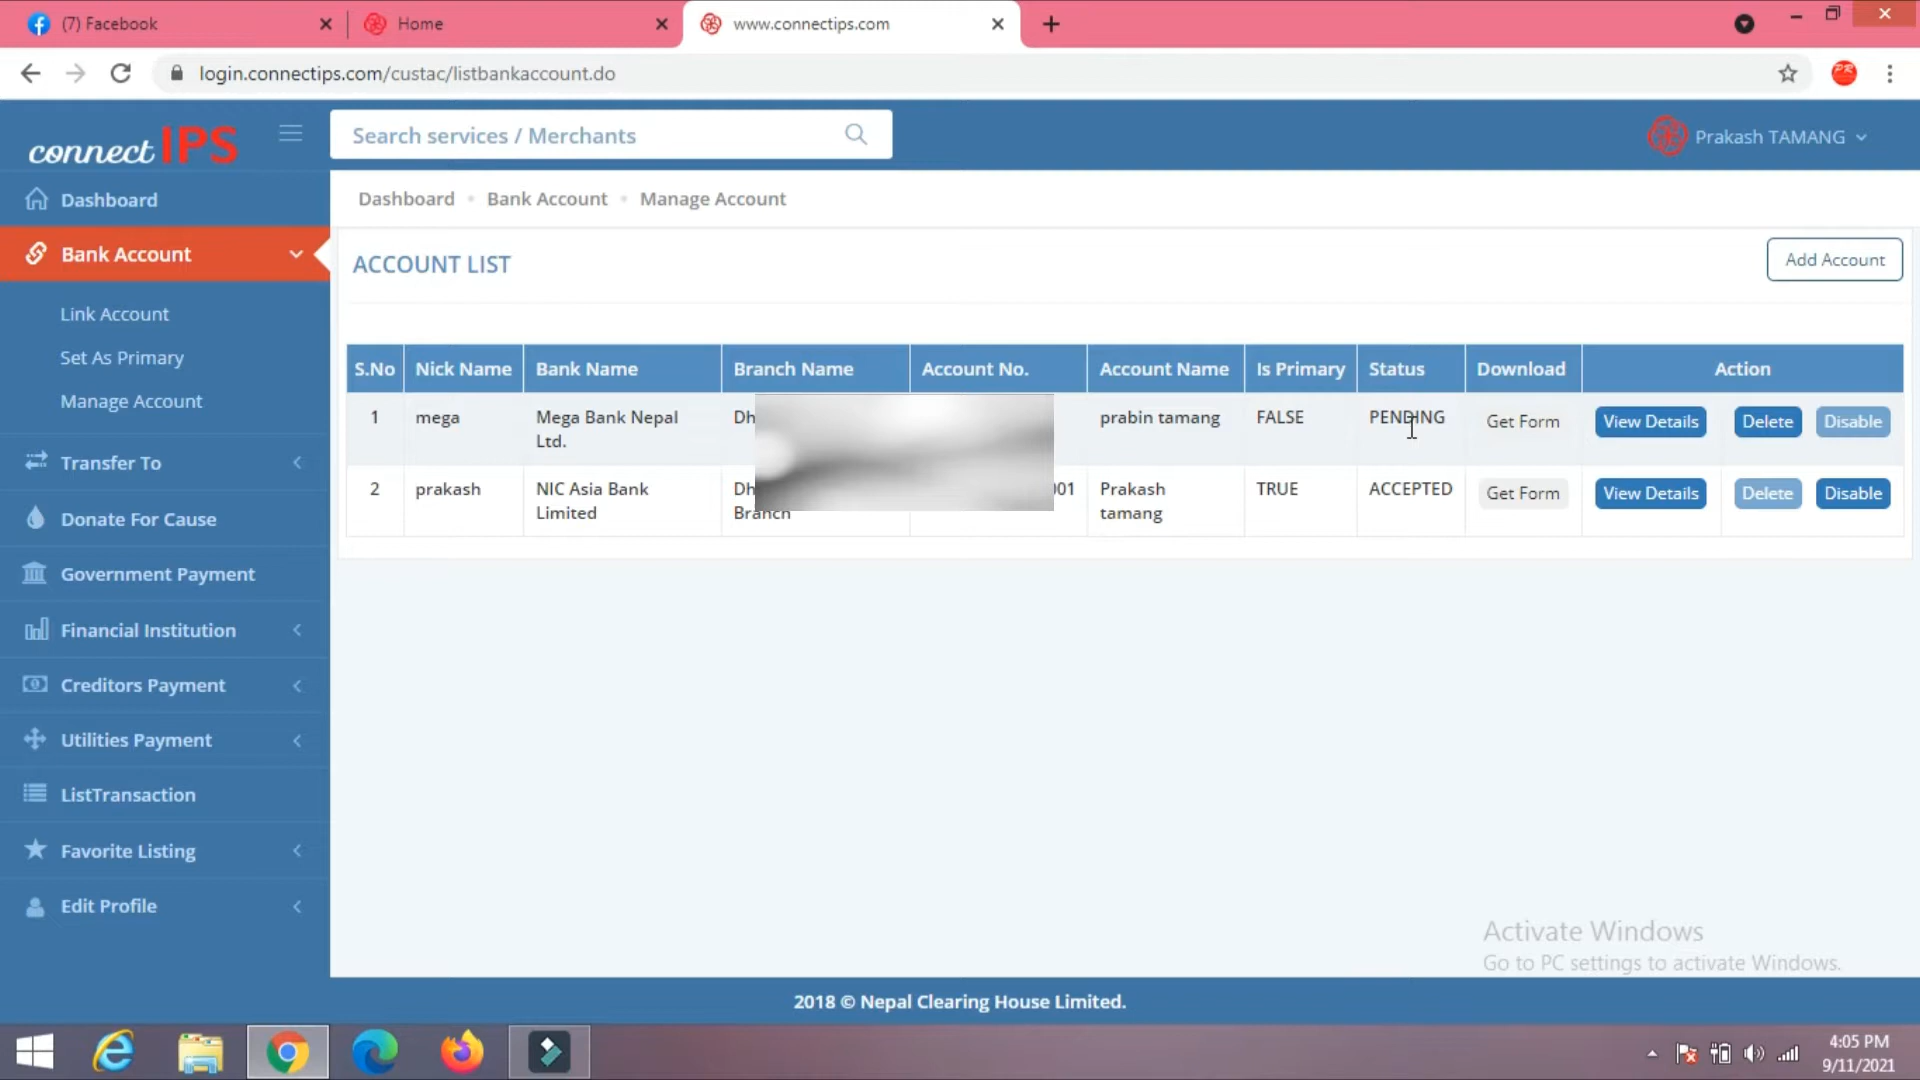 (7) Facebook
Home
www.connectips.com
login.connectips.com/custac/listbankaccount.do
connectIPS
Search services / Merchants
Prakash TAMANG
Dashboard
Bank Account
Link Account
Set As Primary
Manage Account
Transfer To
Donate For Cause
Government Payment
Financial Institution
Creditors Payment
Utilities Payment
ListTransaction
Favorite Listing
Edit Profile
Dashboard • Bank Account • Manage Account
ACCOUNT LIST
Add Account
S.No Nick Name Bank Name Branch Name Account No. Account Name Is Primary Status Download Action
1 mega Mega Bank Nepal Dh prabin tamang FALSE PENDING Get Form View Details Delete Disable
Ltd.
2 prakash NIC Asia Bank Dh 001 Prakash TRUE ACCEPTED Get Form View Details Delete Disable
Limited Branch tamang
Activate Windows
Go to PC settings to activate Windows.
2018 © Nepal Clearing House Limited.
4:05 PM
9/11/2021